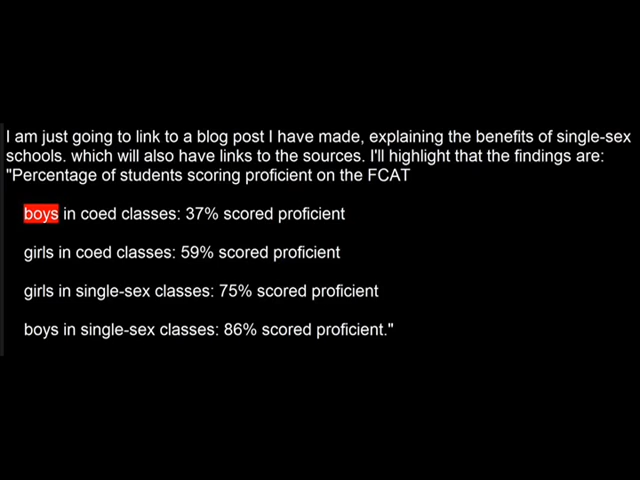 I am just going to link to a blog post I have made, explaining the benefits of single-sex
schools. which will also have links to the sources. I'll highlight that the findings are:
"Percentage of students scoring proficient on the FCAT
boys in coed classes: 37% scored proficient
girls in coed classes: 59% scored proficient
girls in single-sex classes: 75% scored proficient
boys in single-sex classes: 86% scored proficient."